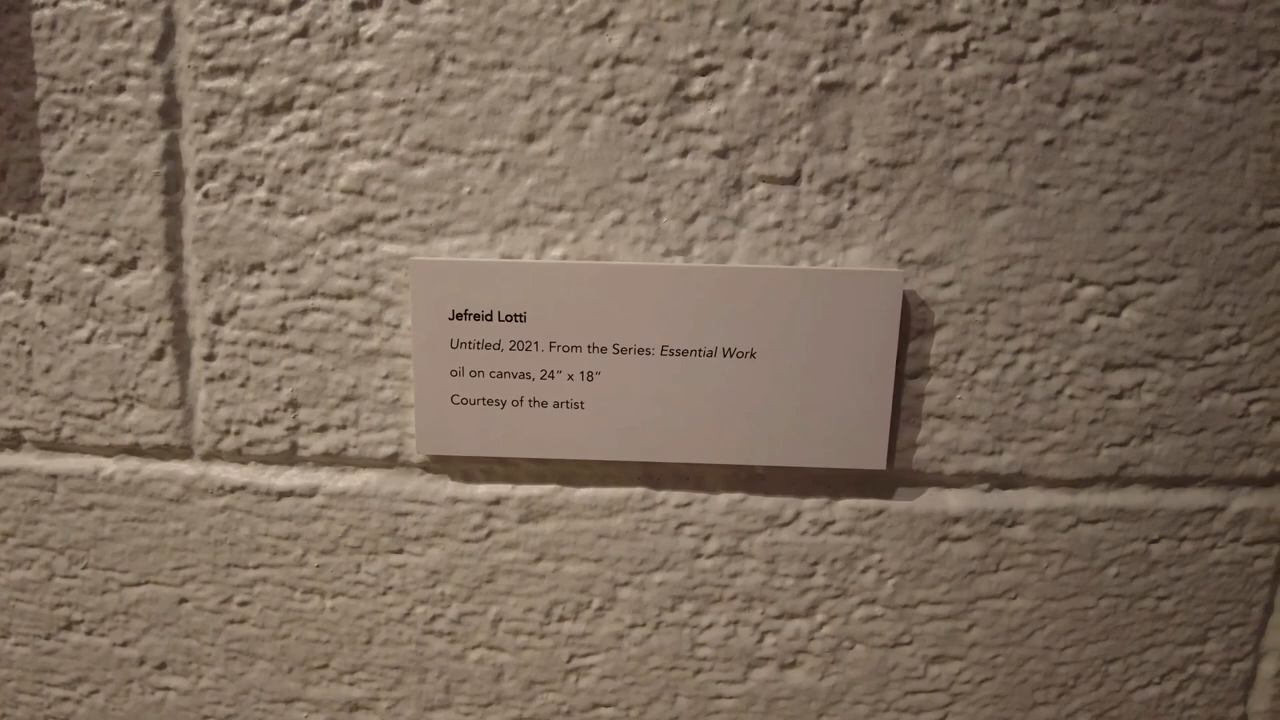 Jefreid Lotti
Untitled, 2021. From the Series: Essential Work
oil on canvas, 24” x 18”
Courtesy of the artist